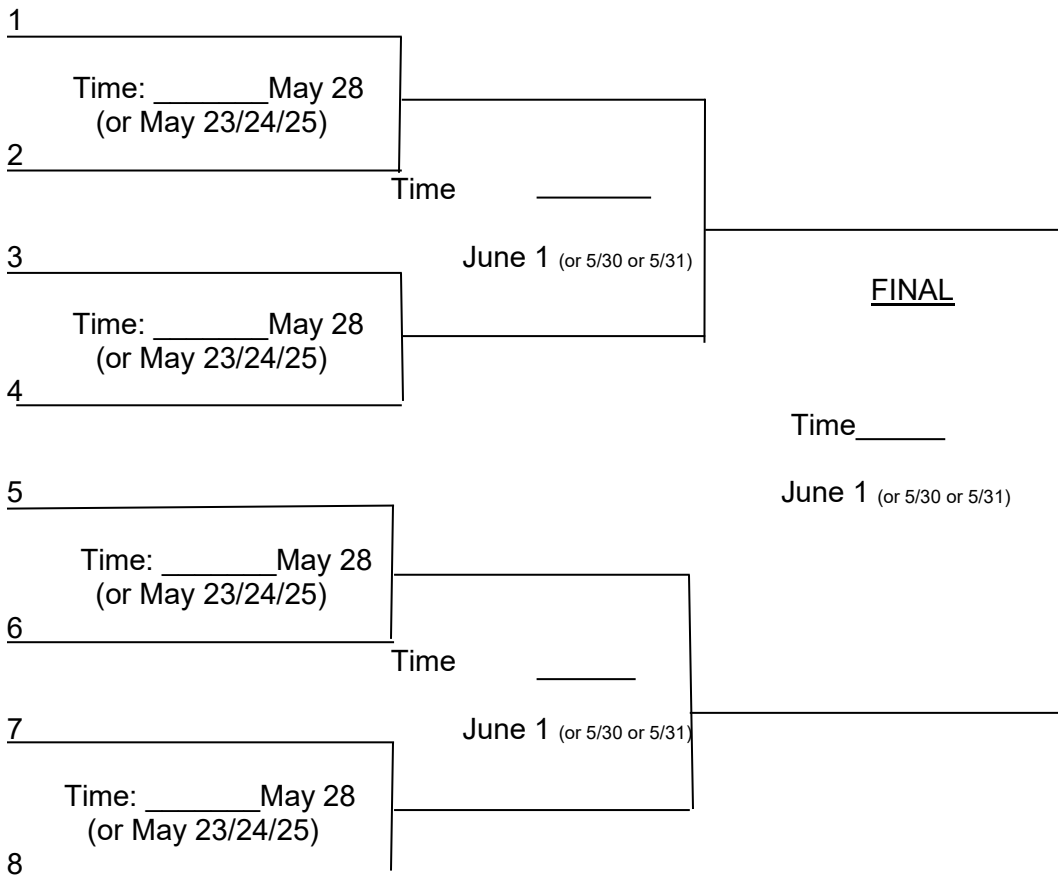 1
Time: _______May 28
(or May 23/24/25)
2
Time _______
3
June 1 (or 5/30 or 5/31)
FINAL
Time: _______May 28
(or May 23/24/25)
4
Time______
5
June 1 (or 5/30 or 5/31)
Time: _______May 28
(or May 23/24/25)
6
Time ______
7
June 1 (or 5/30 or 5/31)
Time: _______May 28
(or May 23/24/25)
8